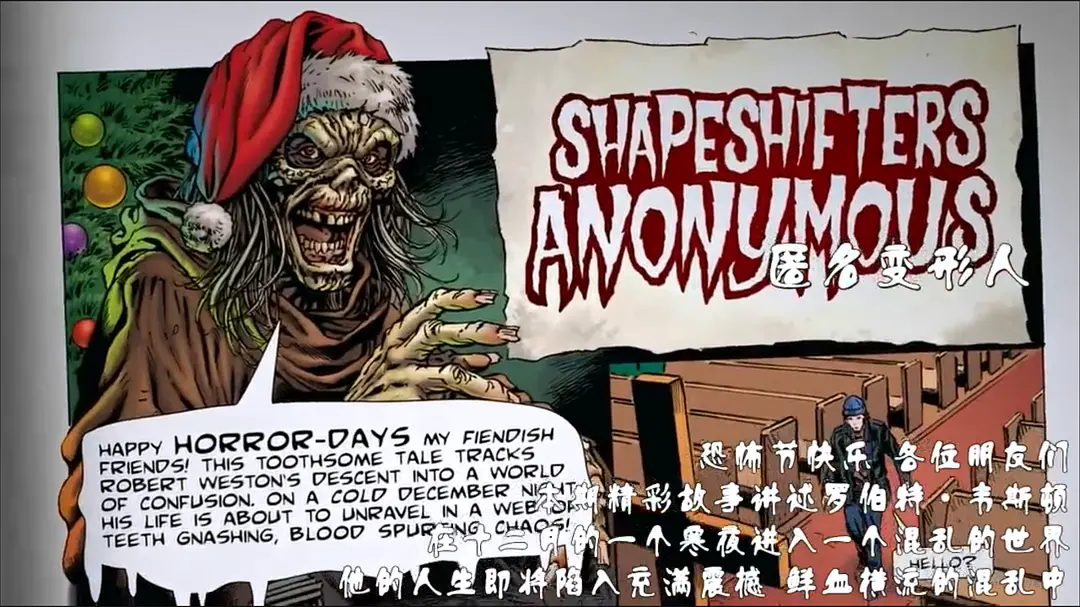 SHAPESHIFTERS
ANONYMOUS
匿名变形人
HAPPY HORROR-DAYS MY FIENDISH
FRIENDS! THIS TOOTHSOME TALE TRACKS
ROBERT WESTON'S DESCENT INTO A WORLD
OF CONFUSION. ON A COLD DECEMBER NIGHT
HIS LIFE IS ABOUT TO UNRAVEL IN A WEB OF
TEETH GNASHING, BLOOD SPURTING CHAOS!
恐怖节快乐 各位朋友们
本期精彩故事讲述罗伯特·韦斯顿
在十二月的一个寒夜进入一个混乱的世界
他的人生即将陷入充满震撼 鲜血横流的混乱中
HELLO?